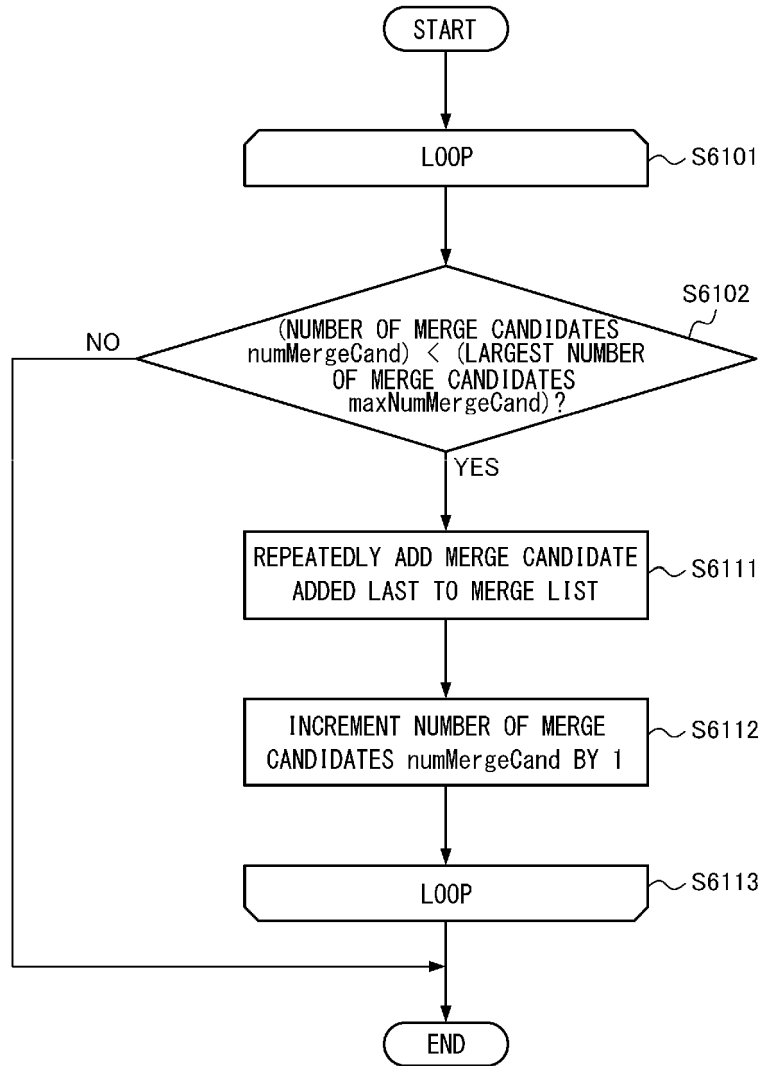 START
LOOP
S6101
S6102
(NUMBER OF MERGE CANDIDATES
numMergeCand) < (LARGEST NUMBER
OF MERGE CANDIDATES
maxNumMergeCand)?
NO
YES
REPEATEDLY ADD MERGE CANDIDATE
ADDED LAST TO MERGE LIST
S6111
INCREMENT NUMBER OF MERGE
CANDIDATES numMergeCand BY 1
S6112
LOOP
S6113
END